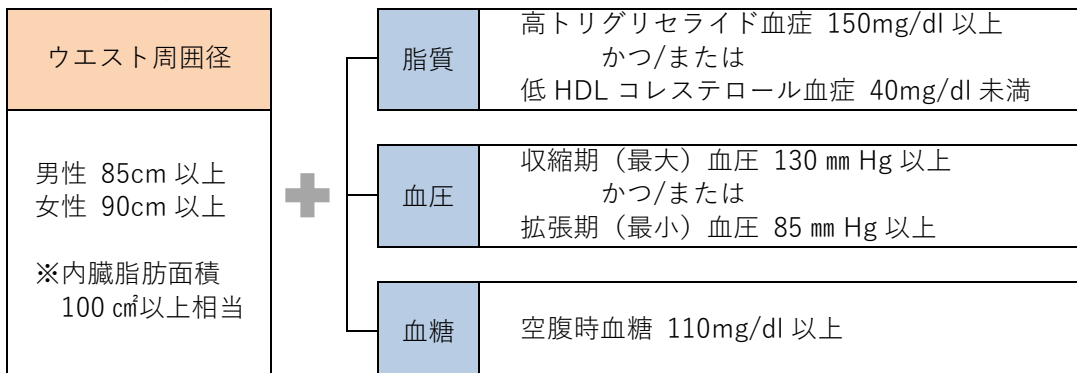 ウエスト周囲径
男性 85cm 以上
女性 90cm 以上
※内臓脂肪面積
100 ㎠以上相当
脂質
高トリグリセライド血症 150mg/dl 以上
かつ/または
低 HDL コレステロール血症 40mg/dl 未満
血圧
収縮期（最大）血圧 130 ㎜ Hg 以上
かつ/または
拡張期（最小）血圧 85 ㎜ Hg 以上
血糖
空腹時血糖 110mg/dl 以上